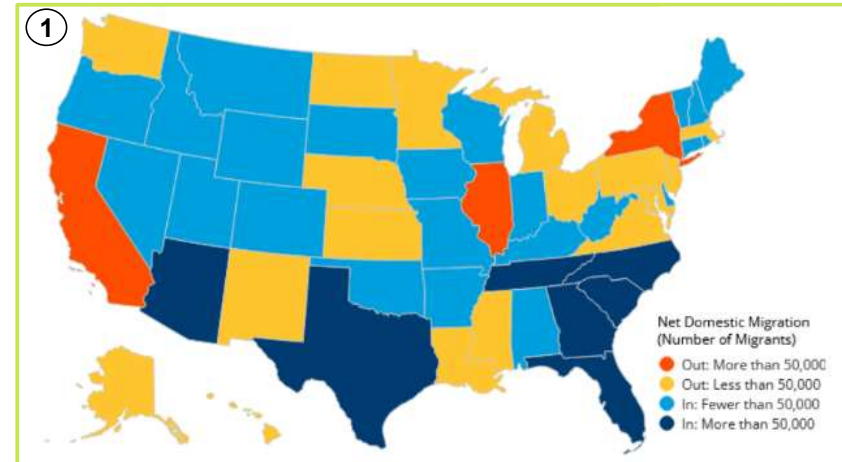 1
Net Domestic Migration
(Number of Migrants)
Out: More than 50,000
Out: Less than 50,000
In: Fewer than 50,000
In: More than 50,000